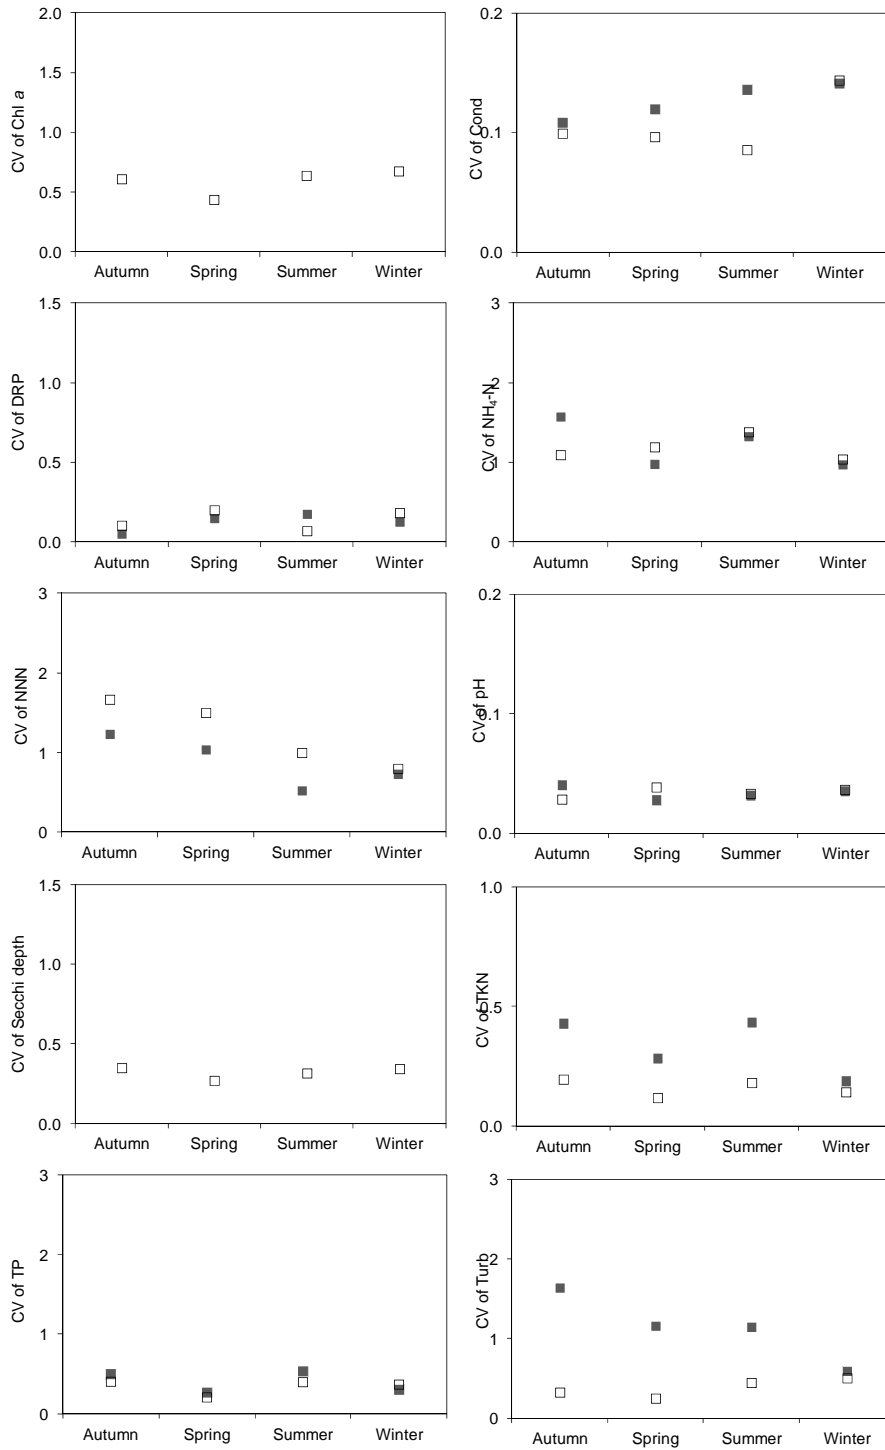 CV of Chl a
2.0
1.5
1.0
0.5
0.0
Autumn Spring Summer Winter
CV of Cond
0.2
0.1
0.0
Autumn Spring Summer Winter
CV of DRP
1.5
1.0
0.5
0.0
Autumn Spring Summer Winter
CV of NH₄-N
3
2
1
0
Autumn Spring Summer Winter
CV of NNN
3
2
1
0
Autumn Spring Summer Winter
CV of pH
0.2
0.1
0.0
Autumn Spring Summer Winter
CV of Secchi depth
1.5
1.0
0.5
0.0
Autumn Spring Summer Winter
CV of TKN
1.0
0.5
0.0
Autumn Spring Summer Winter
CV of TP
3
2
1
0
Autumn Spring Summer Winter
CV of Turb
3
2
1
0
Autumn Spring Summer Winter